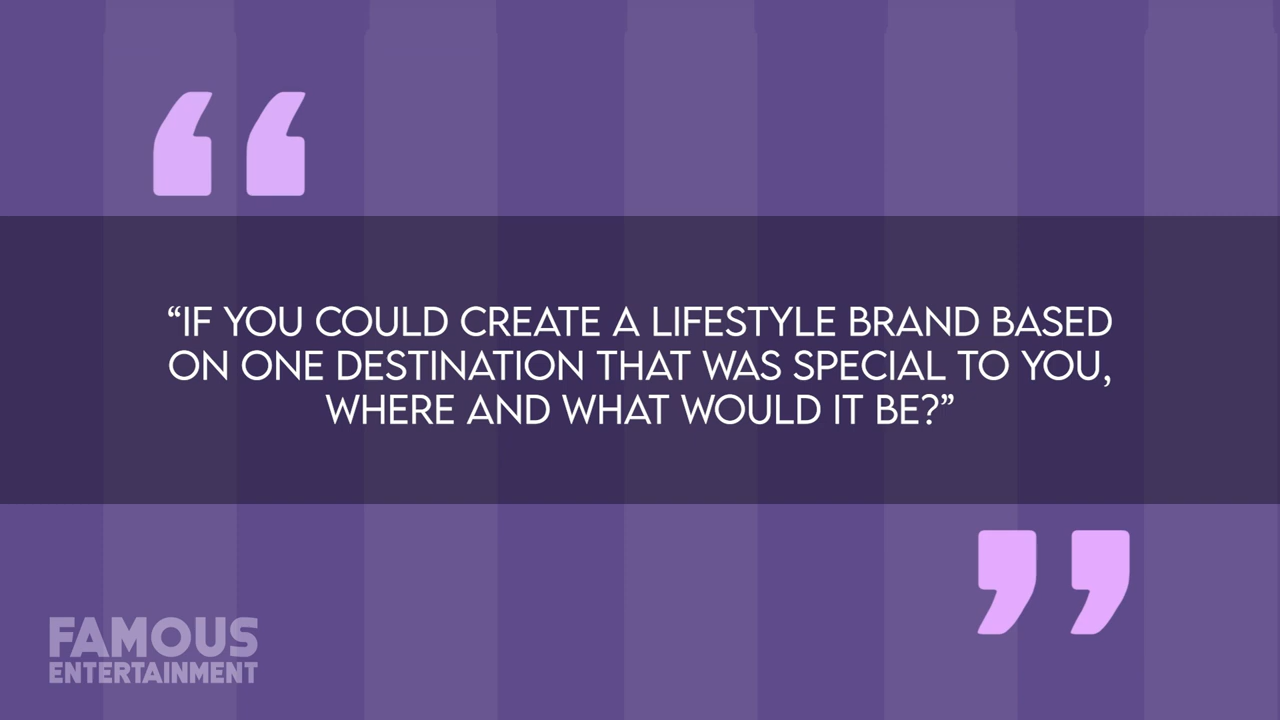 “IF YOU COULD CREATE A LIFESTYLE BRAND BASED
ON ONE DESTINATION THAT WAS SPECIAL TO YOU,
WHERE AND WHAT WOULD IT BE?”
FAMOUS
ENTERTAINMENT